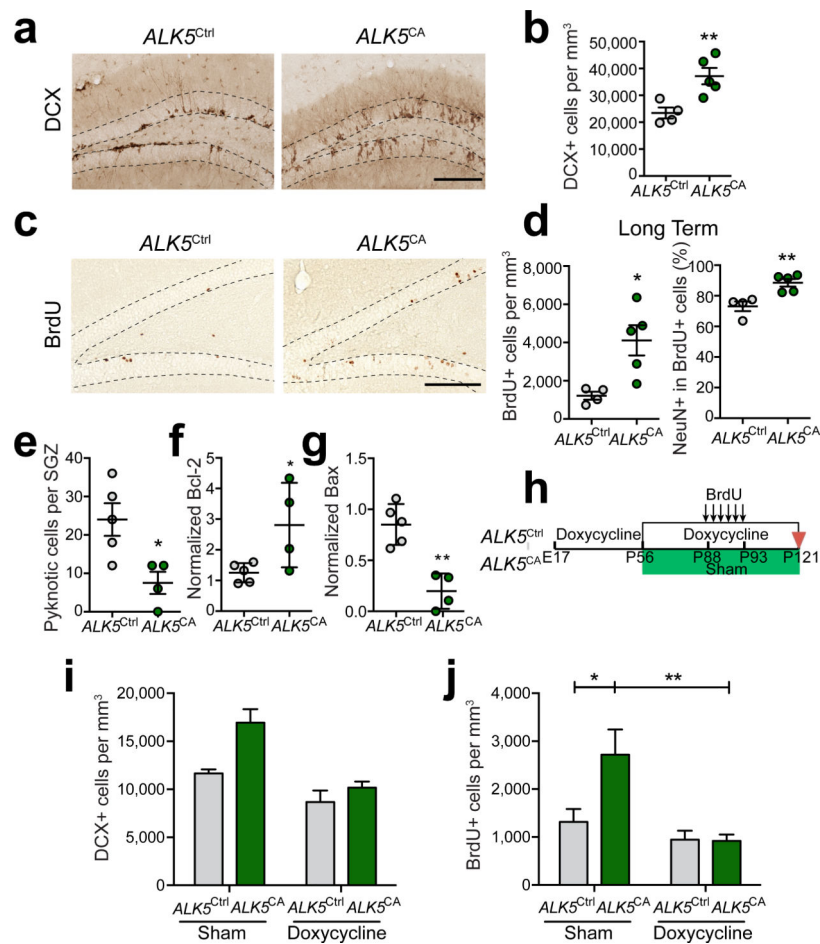 a
ALK5Ctrl
ALK5CA
DCX
b
**
50,000
40,000
30,000
20,000
10,000
0
DCX+ cells per mm3
ALK5Ctrl
ALK5CA
c
ALK5Ctrl
ALK5CA
BrdU
d
Long Term
*
8,000
6,000
4,000
2,000
0
BrdU+ cells per mm3
ALK5Ctrl
ALK5CA
**
100
80
60
40
20
0
NeuN+ in BrdU+ cells (%)
ALK5Ctrl
ALK5CA
e
*
40
30
20
10
0
Pyknotic cells per SGZ
ALK5Ctrl
ALK5CA
f
*
5
4
3
2
1
0
Normalized Bcl-2
ALK5Ctrl
ALK5CA
g
**
1.5
1.0
0.5
0.0
Normalized Bax
ALK5Ctrl
ALK5CA
h
BrdU
ALK5Ctrl
Doxycycline
Doxycycline
ALK5CA
E17
P56
P88
P93
P121
Sham
i
20,000
15,000
10,000
5,000
0
DCX+ cells per mm3
ALK5Ctrl ALK5CA
ALK5Ctrl ALK5CA
Sham
Doxycycline
j
*
**
4,000
3,000
2,000
1,000
0
BrdU+ cells per mm3
ALK5Ctrl ALK5CA
ALK5Ctrl ALK5CA
Sham
Doxycycline